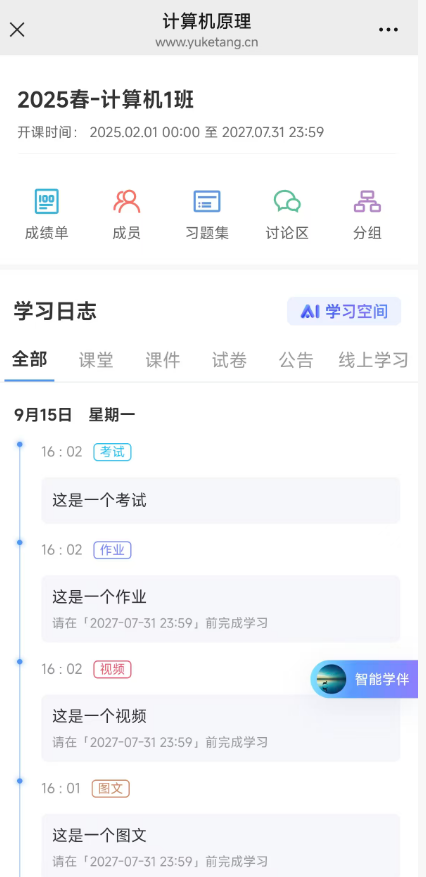 计算机原理
www.yuketang.cn
2025春-计算机1班
开课时间： 2025.02.01 00:00 至 2027.07.31 23:59
100
成绩单 成员 习题集 讨论区 分组
学习日志
AI 学习空间
全部 课堂 课件 试卷 公告 线上学习
9月15日 星期一
16 : 02 考试
这是一个考试
16 : 02 作业
这是一个作业
请在「2027-07-31 23:59」前完成学习
16 : 02 视频
智能学伴
这是一个视频
请在「2027-07-31 23:59」前完成学习
16 : 01 图文
这是一个图文
请在「2027-07-31 23:59」前完成学习